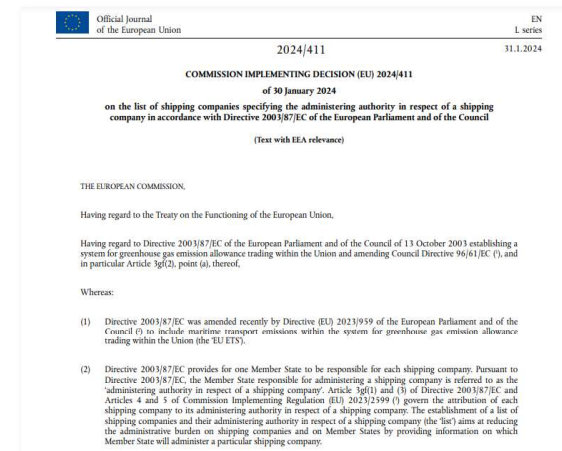 Official Journal
of the European Union
EN
L series
2024/411
31.1.2024
COMMISSION IMPLEMENTING DECISION (EU) 2024/411
of 30 January 2024
on the list of shipping companies specifying the administering authority in respect of a shipping
company in accordance with Directive 2003/87/EC of the European Parliament and of the Council
(Text with EEA relevance)
THE EUROPEAN COMMISSION,
Having regard to the Treaty on the Functioning of the European Union,
Having regard to Directive 2003/87/EC of the European Parliament and of the Council of 13 October 2003 establishing a
system for greenhouse gas emission allowance trading within the Union and amending Council Directive 96/61/EC (¹), and
in particular Article 3gf(2), point (a), thereof,
Whereas:
(1) Directive 2003/87/EC was amended recently by Directive (EU) 2023/959 of the European Parliament and of the
Council (²) to include maritime transport emissions within the system for greenhouse gas emission allowance
trading within the Union (the 'EU ETS').
(2) Directive 2003/87/EC provides for one Member State to be responsible for each shipping company. Pursuant to
Directive 2003/87/EC, the Member State responsible for administering a shipping company is referred to as the
'administering authority in respect of a shipping company'. Article 3gf(1) and (3) of Directive 2003/87/EC and
Articles 4 and 5 of Commission Implementing Regulation (EU) 2023/2599 (³) govern the attribution of each
shipping company to its administering authority in respect of a shipping company. The establishment of a list of
shipping companies and their administering authority in respect of a shipping company (the 'list') aims at reducing
the administrative burden on shipping companies and on Member States by providing information on which
Member State will administer a particular shipping company.